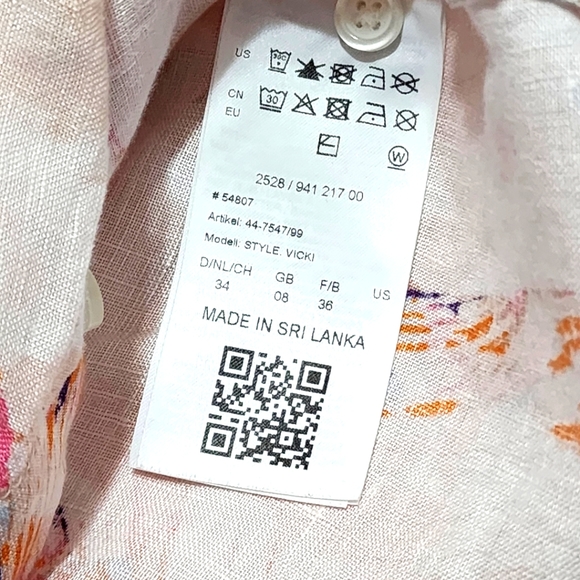 US
30C
CN
EU
30
W
2528 / 941 217 00
# 54807
Artikel: 44-7547/99
Modell: STYLE. VICKI
D/NL/CH GB F/B US
34 08 36
MADE IN SRI LANKA